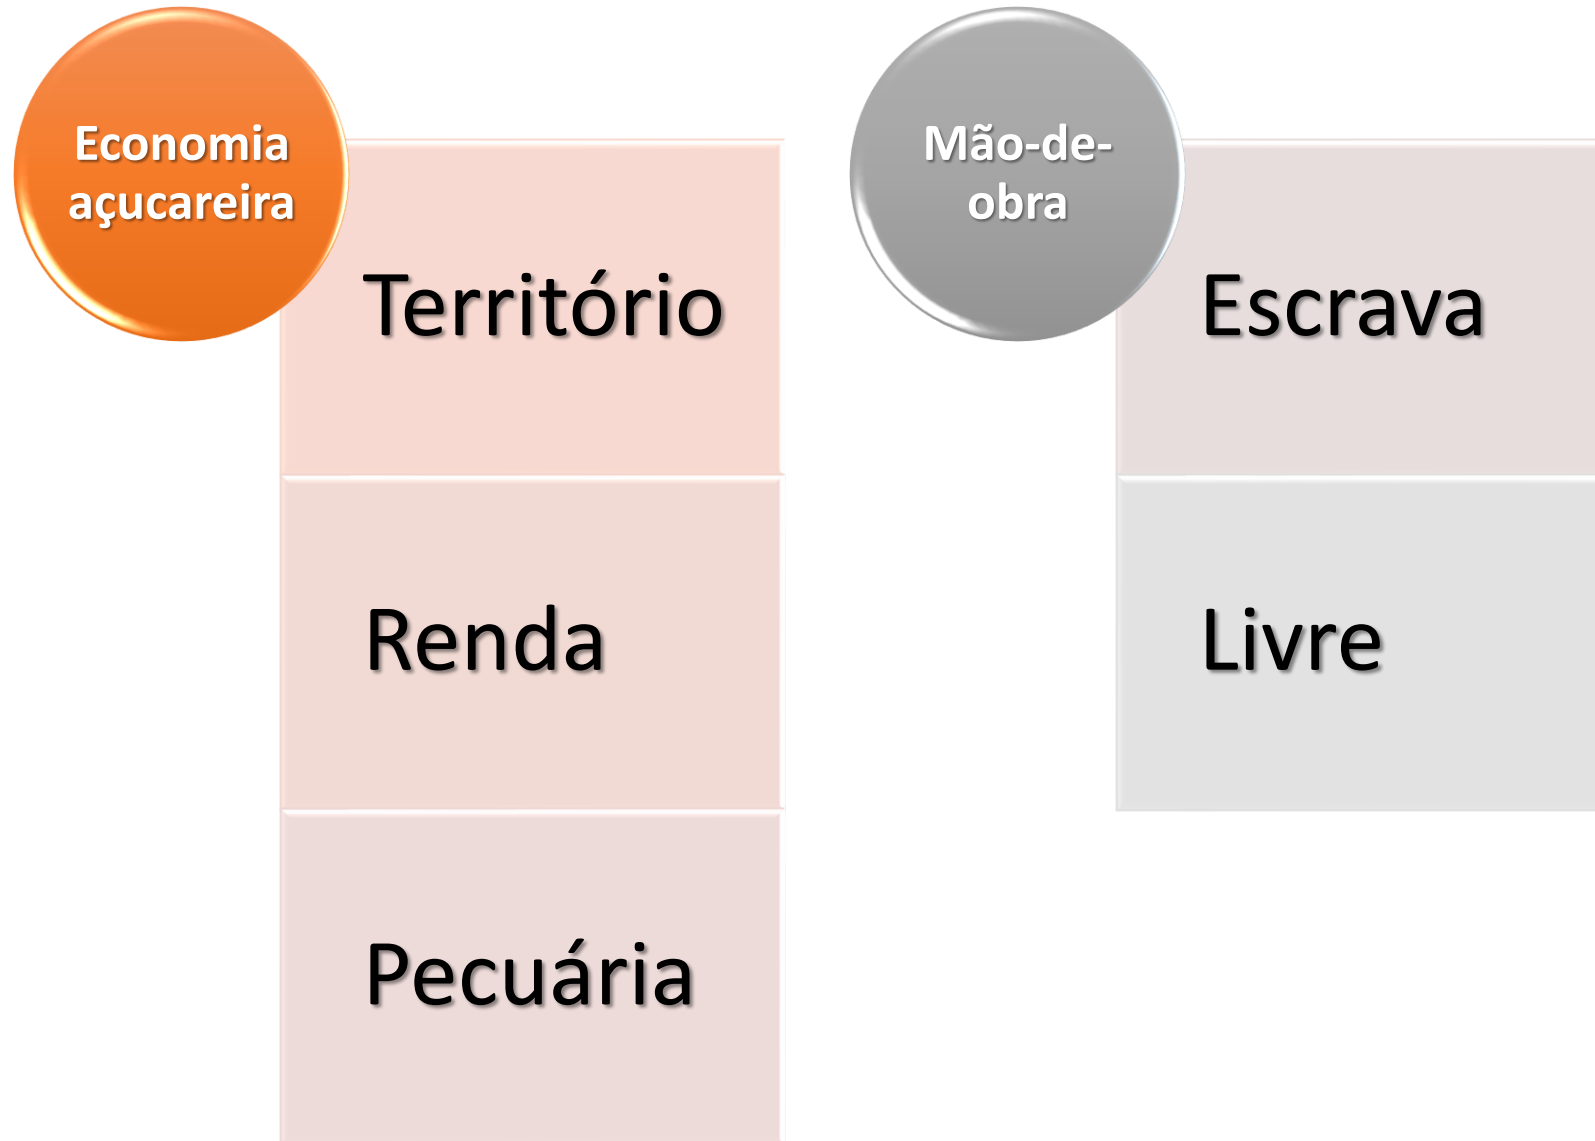 Economia
açucareira
Território
Renda
Pecuária
Mão-de-
obra
Escrava
Livre